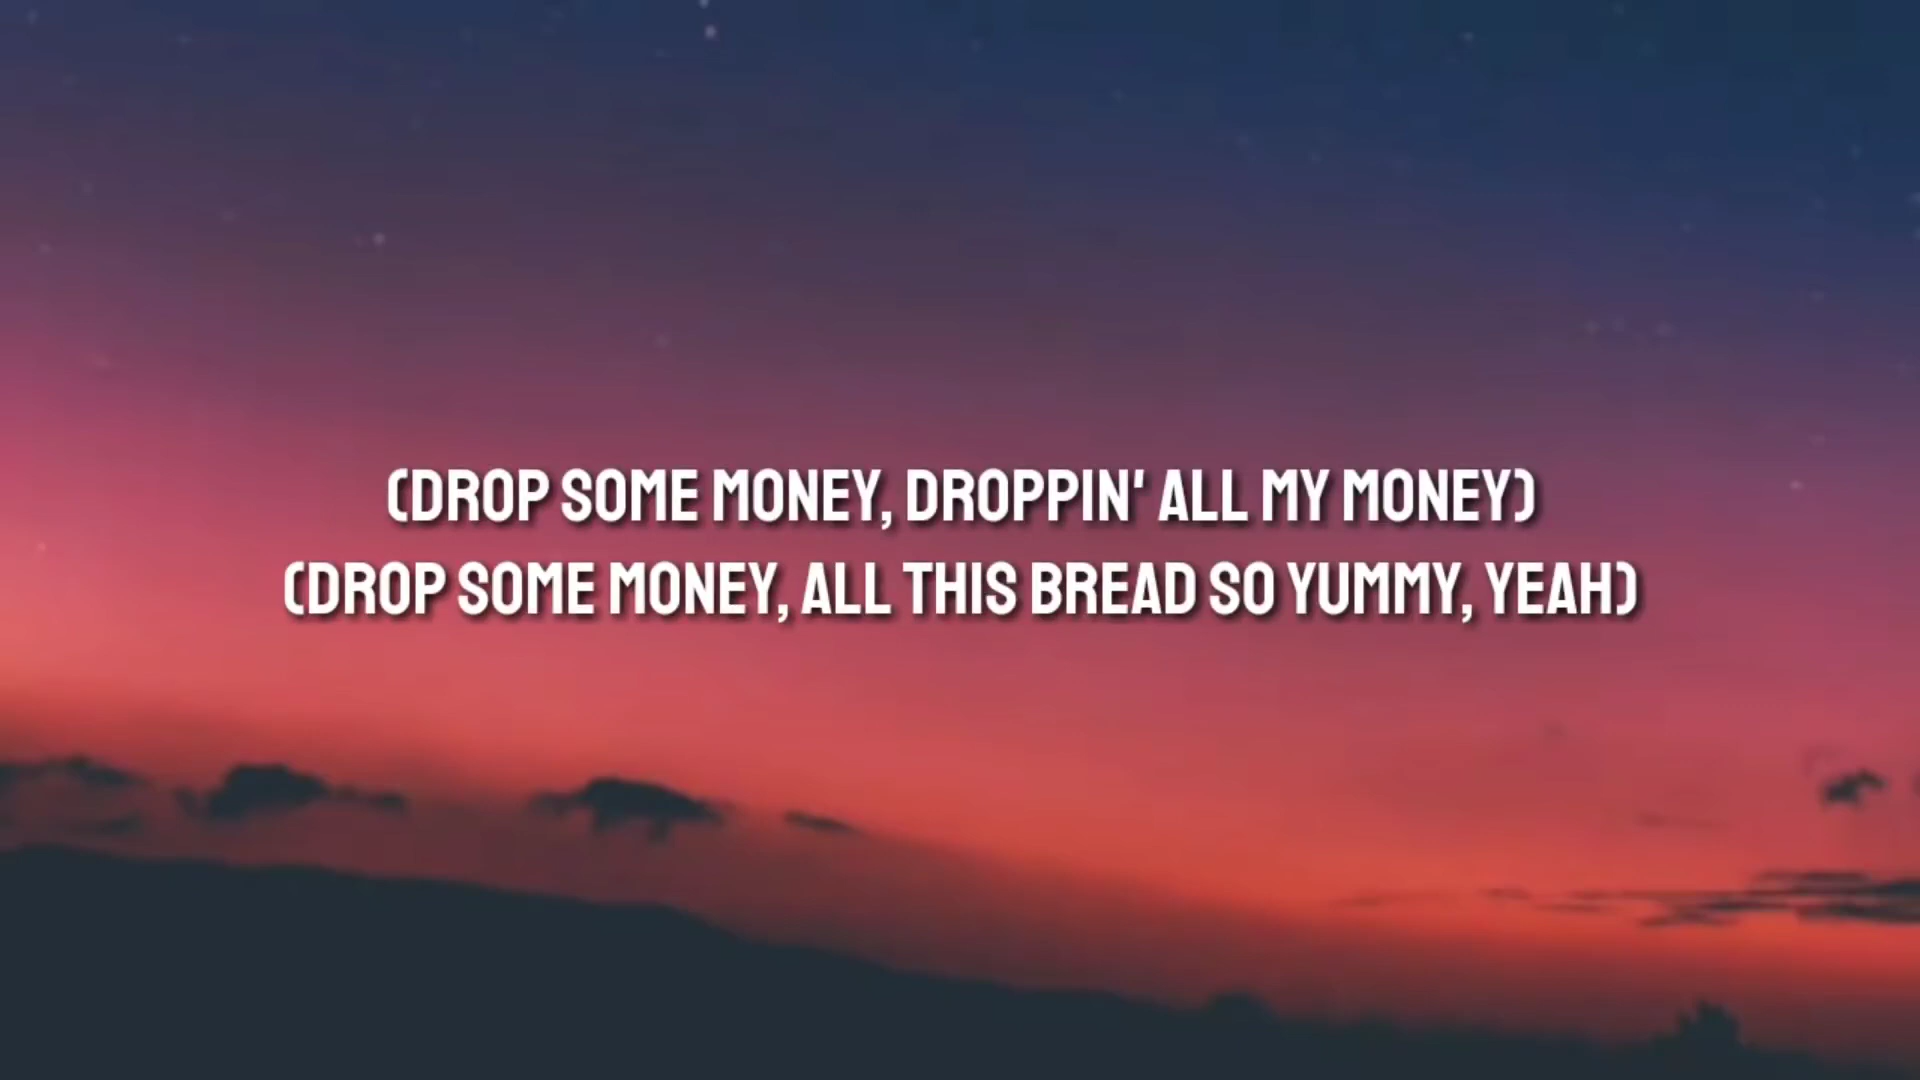 (DROP SOME MONEY, DROPPIN' ALL MY MONEY)
(DROP SOME MONEY, ALL THIS BREAD SO YUMMY, YEAH)